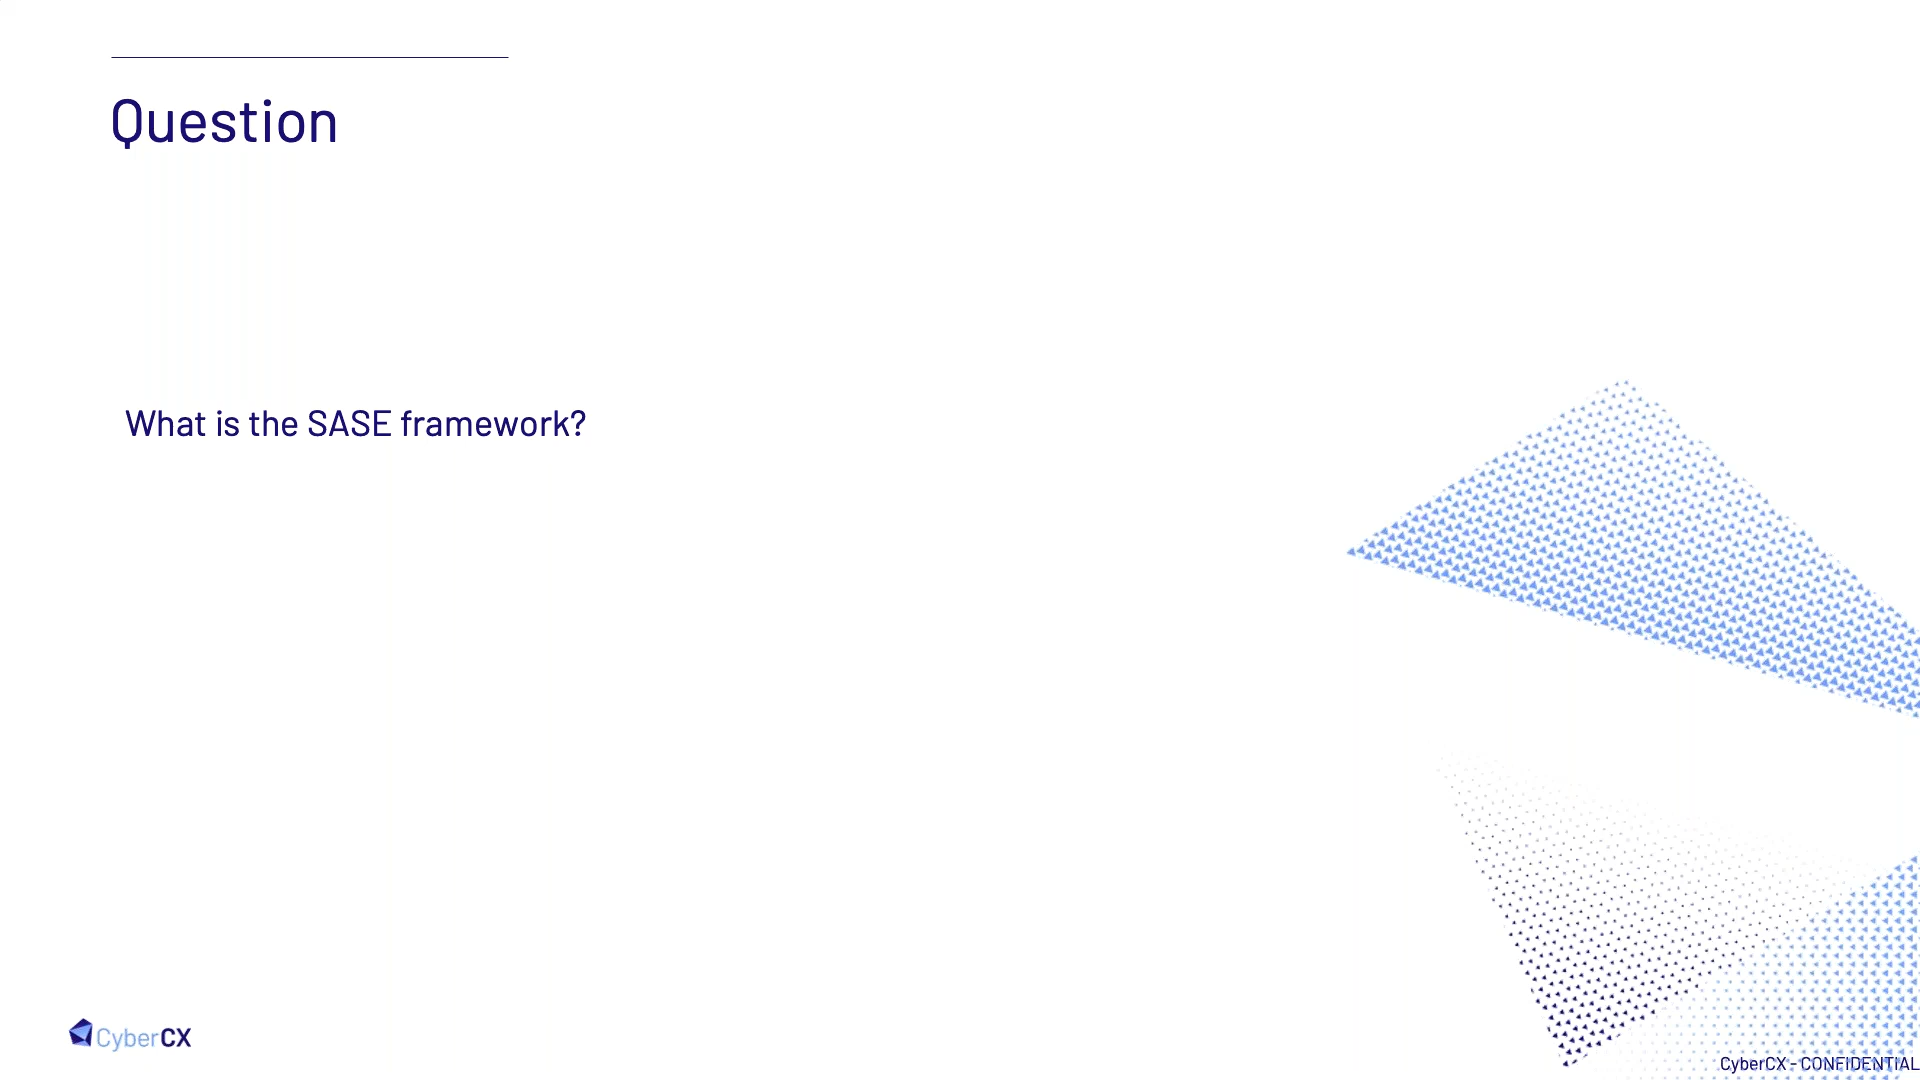 Question
What is the SASE framework?
CyberCX
CyberCX - CONFIDENTIAL